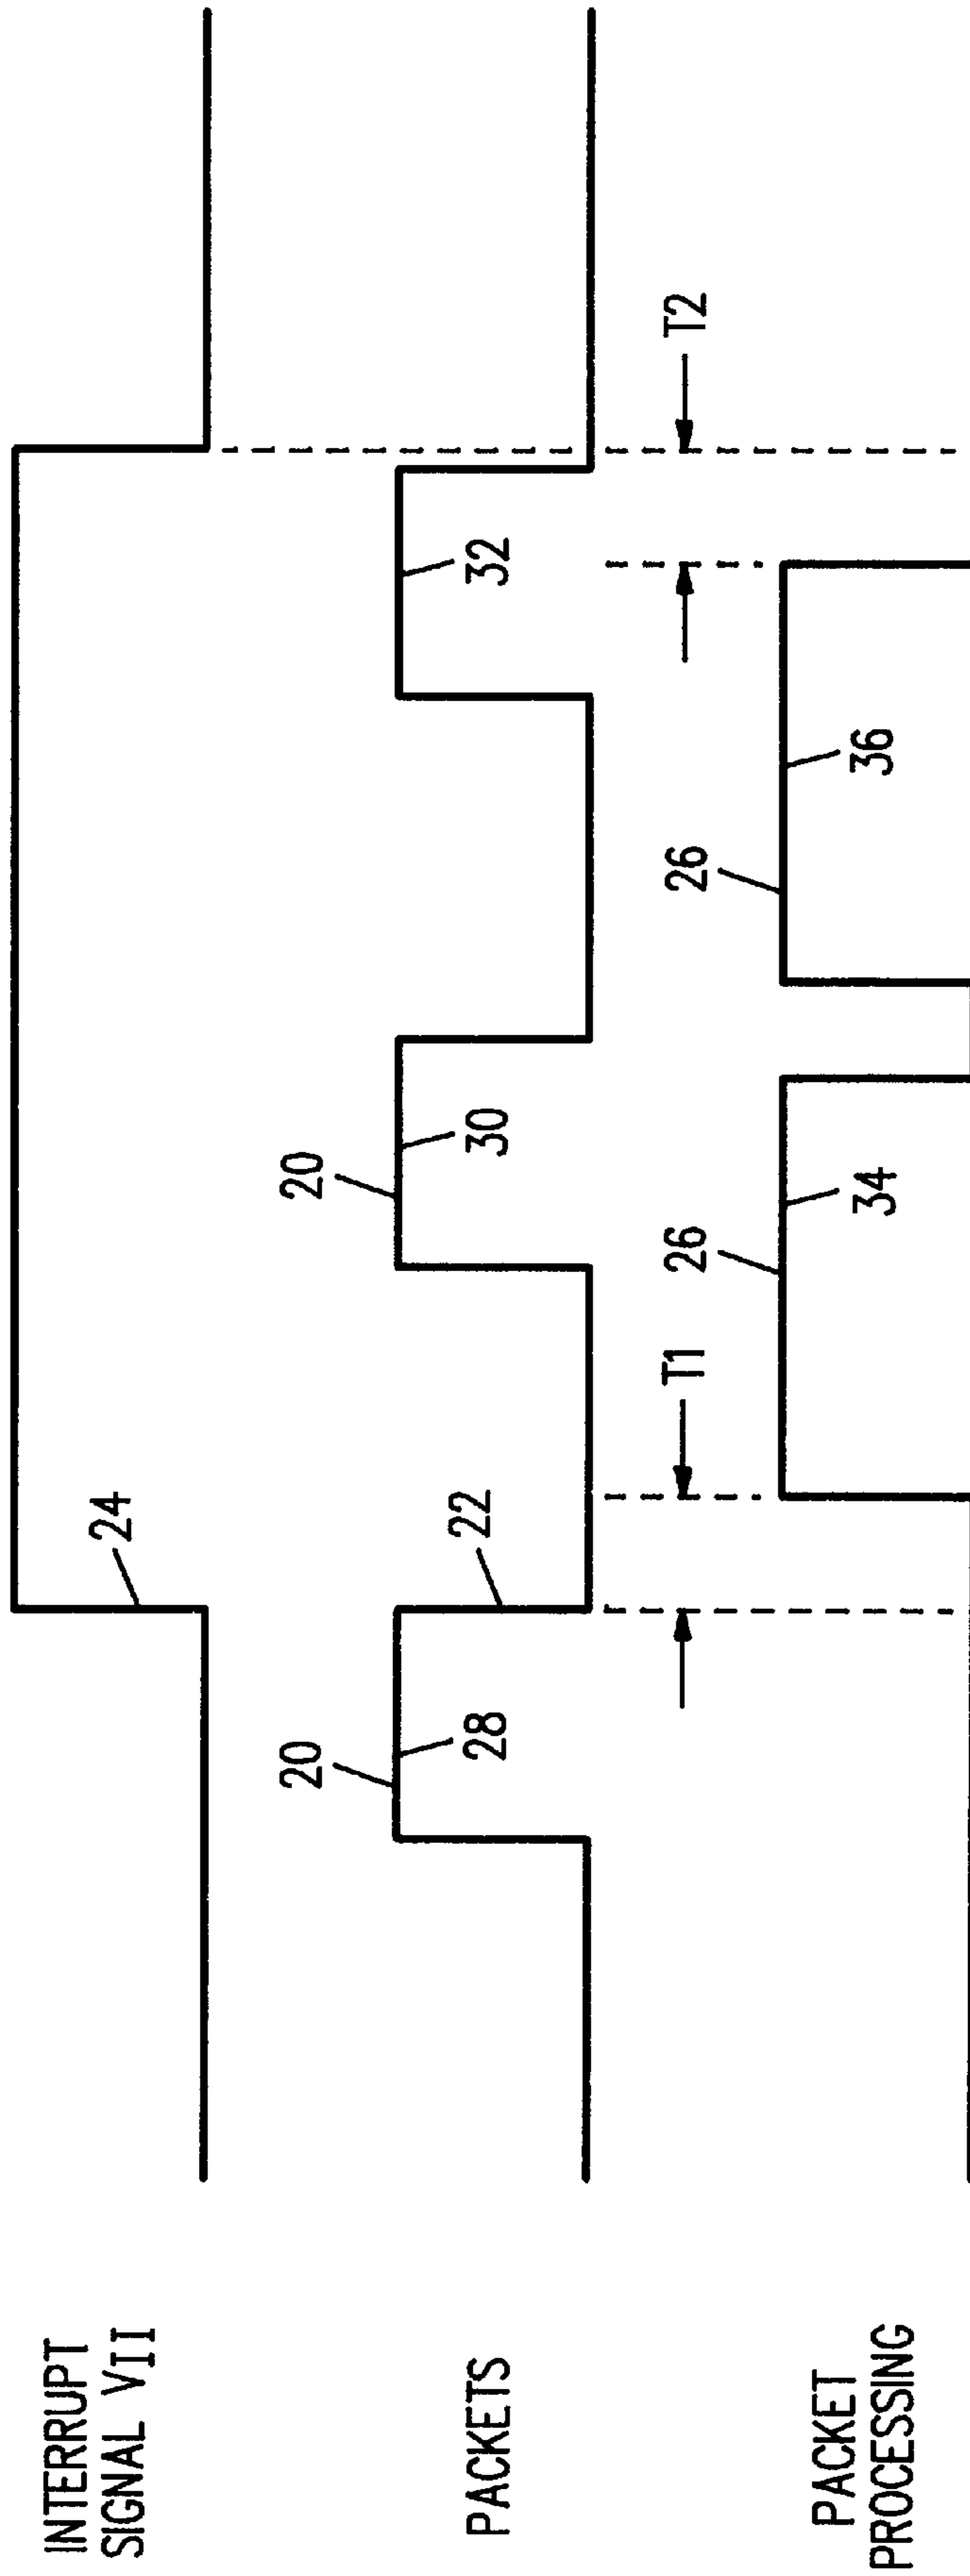 INTERRUPT
SIGNAL VII
24
PACKETS
20
28
22
20
30
32
T1
T2
PACKET
PROCESSING
26
34
26
36